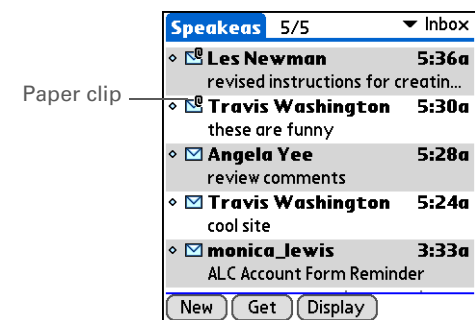 Speakeas 5/5 Inbox
Les Newman 5:36a
revised instructions for creatin...
Paper clip
Travis Washington 5:30a
these are funny
Angela Yee 5:28a
review comments
Travis Washington 5:24a
cool site
monica_lewis 3:33a
ALC Account Form Reminder
New Get Display